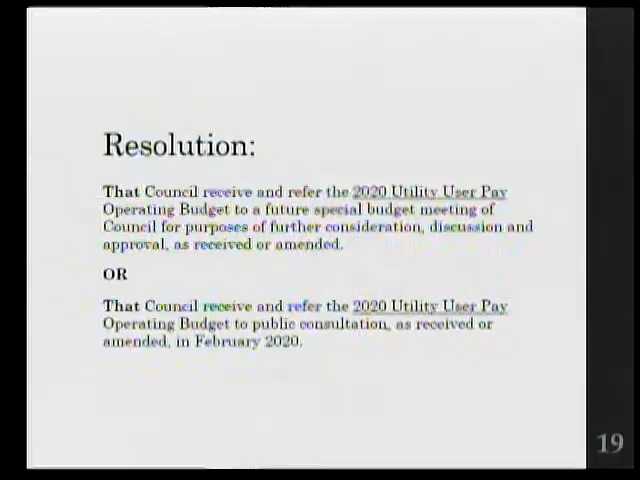 Resolution:
That Council receive and refer the 2020 Utility User Pay
Operating Budget to a future special budget meeting of
Council for purposes of further consideration, discussion and
approval, as received or amended.
OR
That Council receive and refer the 2020 Utility User Pay
Operating Budget to public consultation, as received or
amended, in February 2020.
19